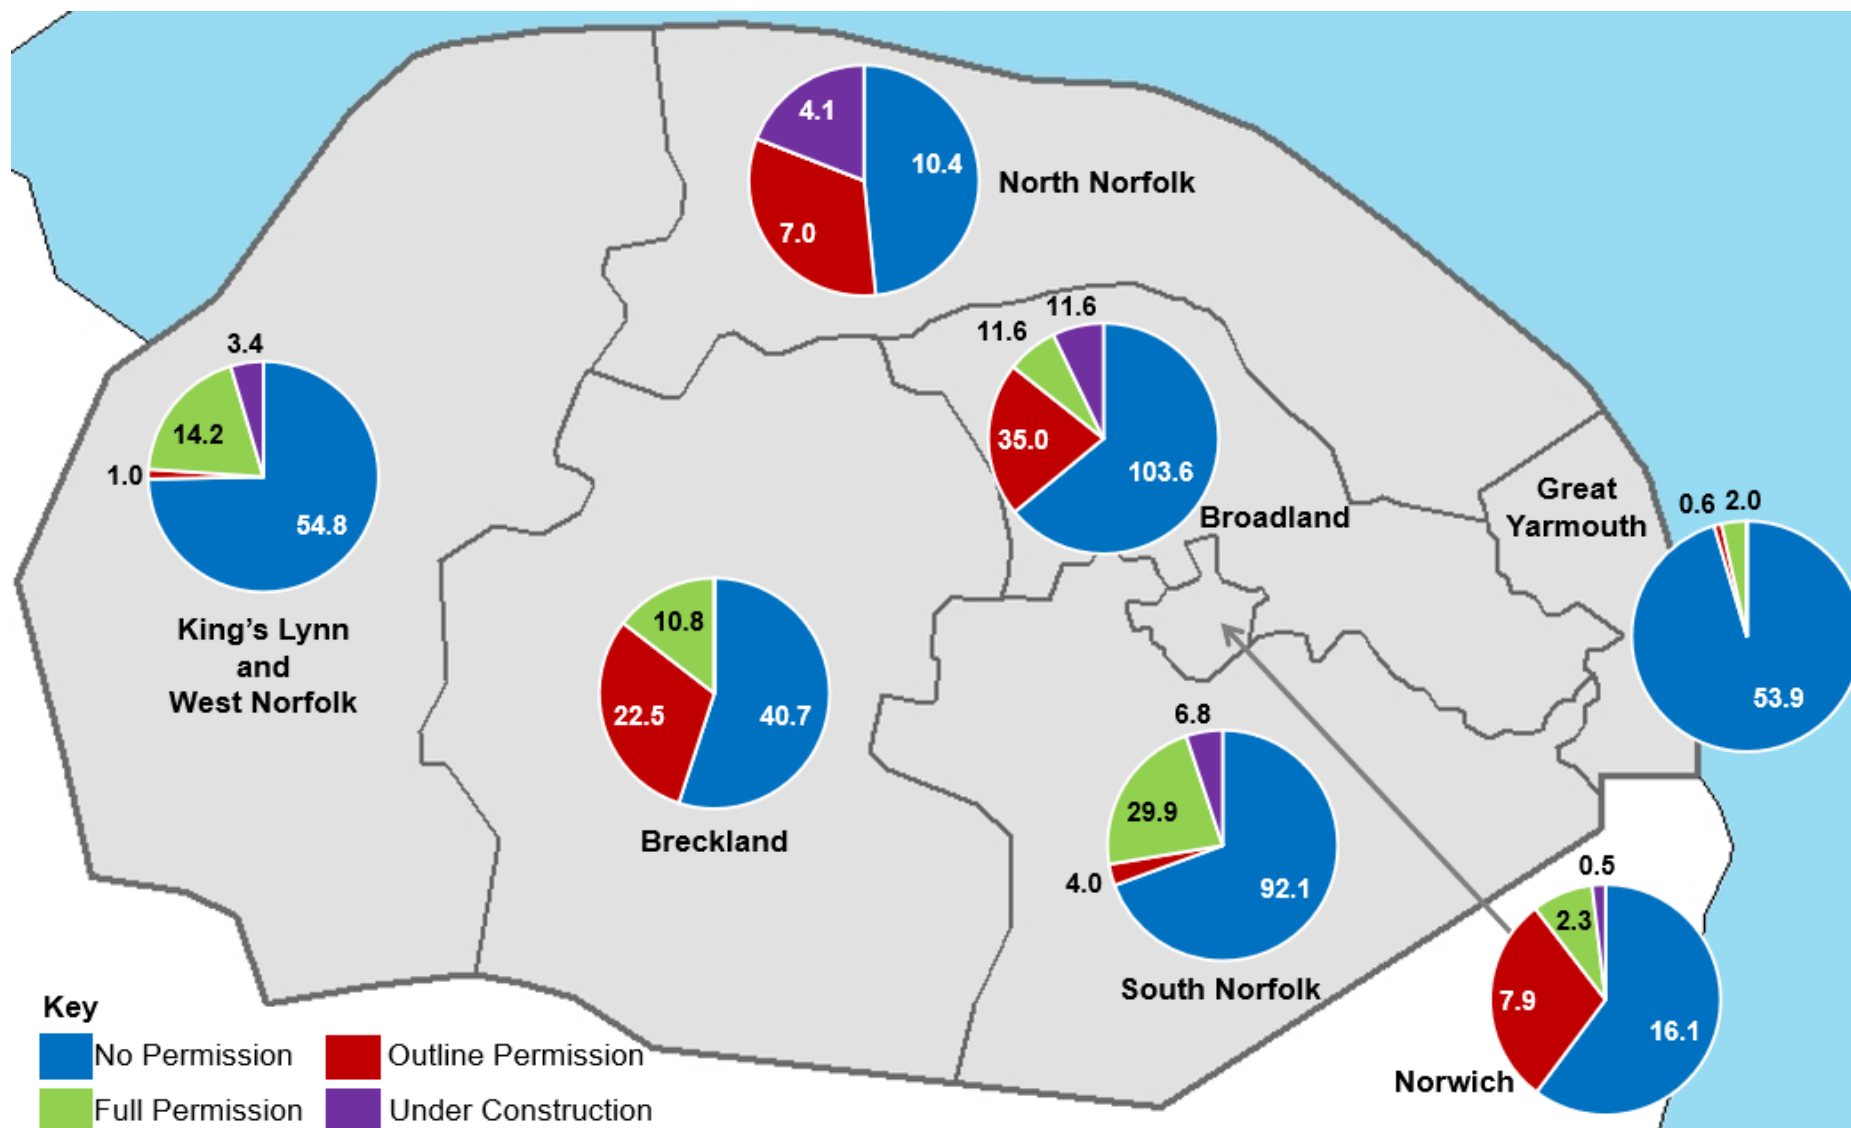 4.1
10.4
7.0
North Norfolk
3.4
14.2
1.0
54.8
King’s Lynn
and
West Norfolk
11.6
11.6
35.0
103.6
Broadland
Great
Yarmouth
0.6
2.0
53.9
10.8
22.5
40.7
Breckland
6.8
29.9
4.0
92.1
South Norfolk
0.5
2.3
7.9
16.1
Norwich
Key
No Permission
Outline Permission
Full Permission
Under Construction